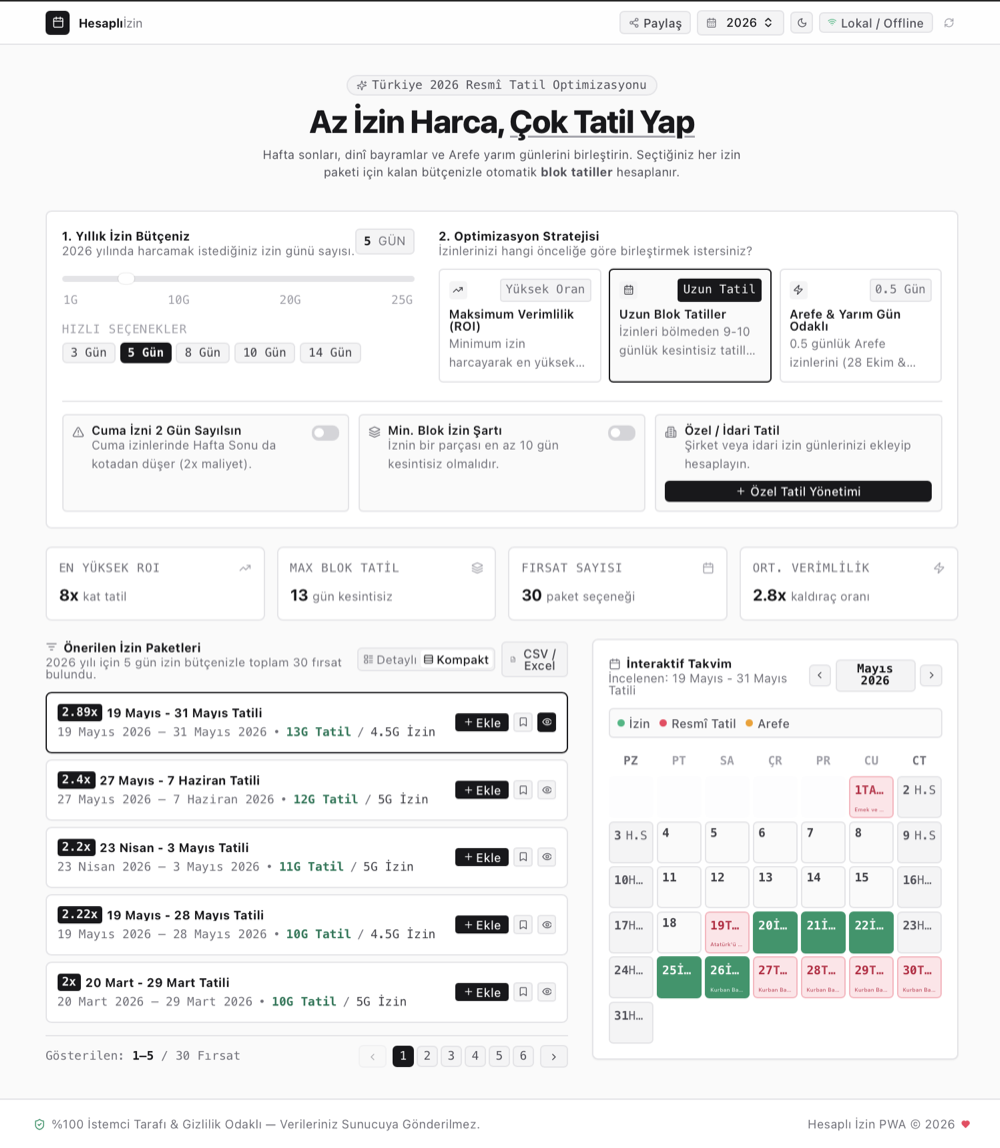 Hesaplıİzin
Paylaş
2026
Lokal / Offline
Türkiye 2026 Resmî Tatil Optimizasyonu
Az İzin Harca, Çok Tatil Yap
Hafta sonları, dinî bayramlar ve Arefe yarım günlerini birleştirin. Seçtiğiniz her izin
paketi için kalan bütçenizle otomatik blok tatiller hesaplanır.
1. Yıllık İzin Bütçeniz
2026 yılında harcamak istediğiniz izin günü sayısı.
5 GÜN
1G 10G 20G 25G
HIZLI SEÇENEKLER
3 Gün 5 Gün 8 Gün 10 Gün 14 Gün
2. Optimizasyon Stratejisi
İzinlerinizi hangi önceliğe göre birleştirmek istersiniz?
Yüksek Oran
Maksimum Verimlilik
(ROI)
Minimum izin
harcayarak en yüksek…
Uzun Tatil
Uzun Blok Tatiller
İzinleri bölmeden 9-10
günlük kesintisiz tatill…
0.5 Gün
Arefe & Yarım Gün
Odaklı
0.5 günlük Arefe
izinlerini (28 Ekim &…
Cuma İzni 2 Gün Sayılsın
Cuma izinlerinde Hafta Sonu da
kotadan düşer (2x maliyet).
Min. Blok İzin Şartı
İznin bir parçası en az 10 gün
kesintisiz olmalıdır.
Özel / İdari Tatil
Şirket veya idari izin günlerinizi ekleyip
hesaplayın.
+ Özel Tatil Yönetimi
EN YÜKSEK ROI
8x kat tatil
MAX BLOK TATİL
13 gün kesintisiz
FIRSAT SAYISI
30 paket seçeneği
ORT. VERİMLİLİK
2.8x kaldıraç oranı
Önerilen İzin Paketleri
2026 yılı için 5 gün izin bütçenizle toplam 30 fırsat
bulundu.
Detaylı Kompakt
CSV /
Excel
2.89x 19 Mayıs - 31 Mayıs Tatili
19 Mayıs 2026 — 31 Mayıs 2026 • 13G Tatil / 4.5G İzin
+ Ekle
2.4x 27 Mayıs - 7 Haziran Tatili
27 Mayıs 2026 — 7 Haziran 2026 • 12G Tatil / 5G İzin
+ Ekle
2.2x 23 Nisan - 3 Mayıs Tatili
23 Nisan 2026 — 3 Mayıs 2026 • 11G Tatil / 5G İzin
+ Ekle
2.22x 19 Mayıs - 28 Mayıs Tatili
19 Mayıs 2026 — 28 Mayıs 2026 • 10G Tatil / 4.5G İzin
+ Ekle
2x 20 Mart - 29 Mart Tatili
20 Mart 2026 — 29 Mart 2026 • 10G Tatil / 5G İzin
+ Ekle
Gösterilen: 1–5 / 30 Fırsat
‹ 1 2 3 4 5 6 ›
İnteraktif Takvim
İncelenen: 19 Mayıs - 31 Mayıs
Tatili
‹
Mayıs
2026
›
İzin Resmî Tatil Arefe
PZ PT SA ÇR PR CU CT
1TA… 2 H.S
Emek ve …
3 H.S 4 5 6 7 8 9 H.S
10H… 11 12 13 14 15 16H…
17H… 18 19T… 20İ… 21İ… 22İ… 23H…
Atatürk'ü …
24H… 25İ… 26İ… 27T… 28T… 29T… 30T…
Kurban Ba… Kurban Ba… Kurban Ba… Kurban Ba… Kurban Ba…
31H…
%100 İstemci Tarafı & Gizlilik Odaklı — Verileriniz Sunucuya Gönderilmez.
Hesaplı İzin PWA © 2026